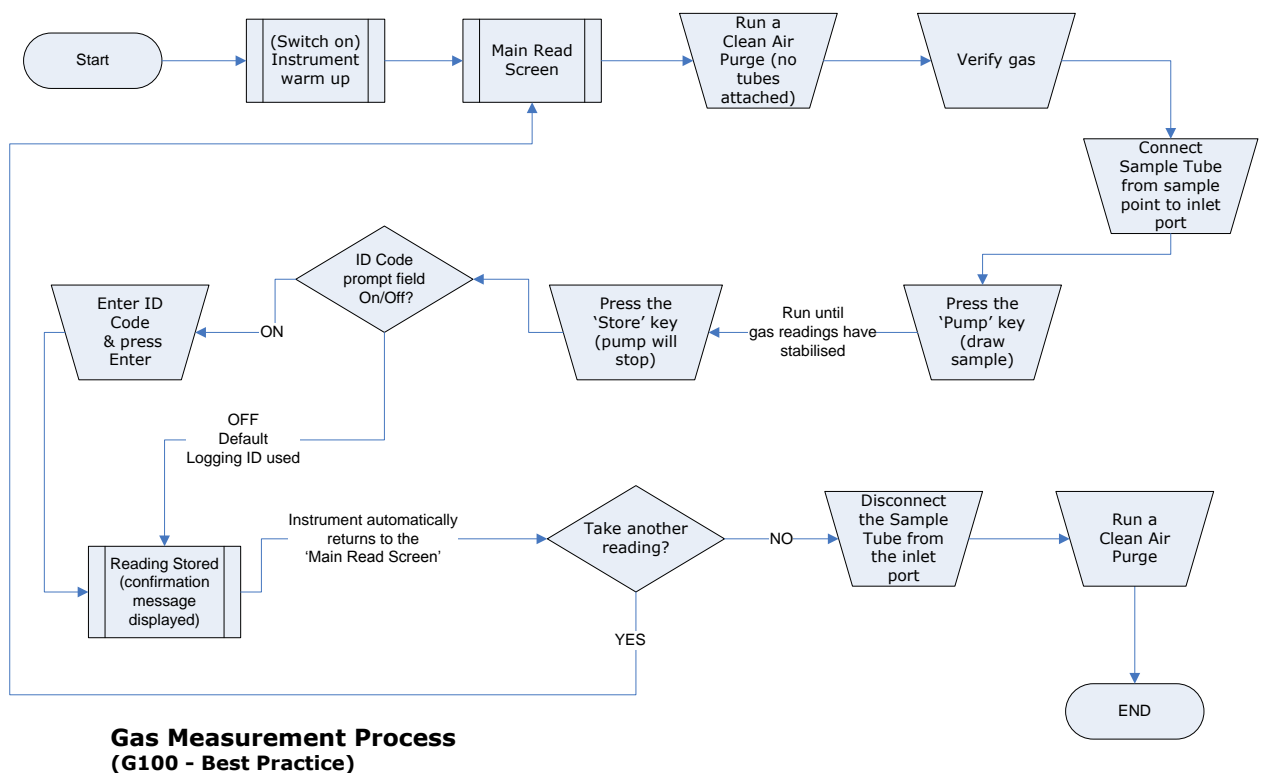 Start
(Switch on)
Instrument
warm up
Main Read
Screen
Run a
Clean Air
Purge (no
tubes
attached)
Verify gas
Connect
Sample Tube
from sample
point to inlet
port
Press the
‘Pump’ key
(draw
sample)
Run until
gas readings have
stabilised
Press the
‘Store’ key
(pump will
stop)
ID Code
prompt field
On/Off?
ON
Enter ID
Code
& press
Enter
OFF
Default
Logging ID used
Reading Stored
(confirmation
message
displayed)
Instrument automatically
returns to the
‘Main Read Screen’
Take another
reading?
YES
NO
Disconnect
the Sample
Tube from
the inlet
port
Run a
Clean Air
Purge
END
Gas Measurement Process
(G100 - Best Practice)